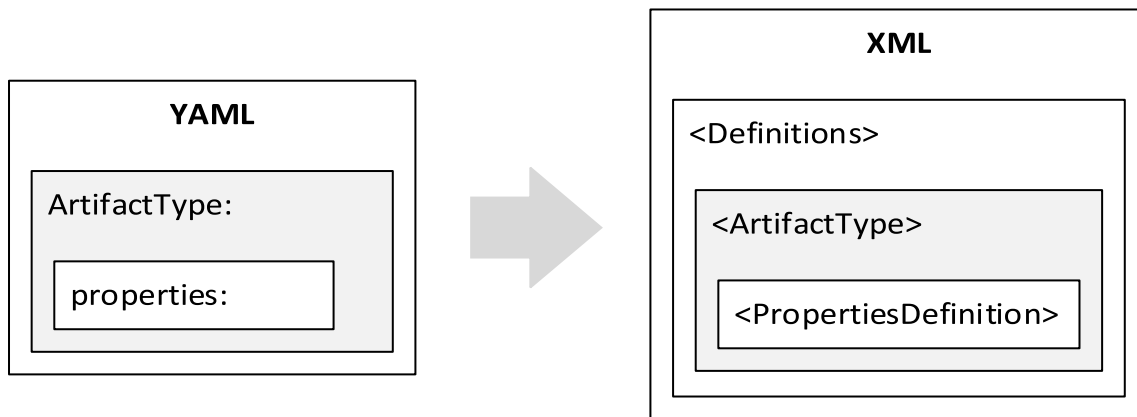 YAML
ArtifactType:
properties:
XML
<Definitions>
<ArtifactType>
<PropertiesDefinition>